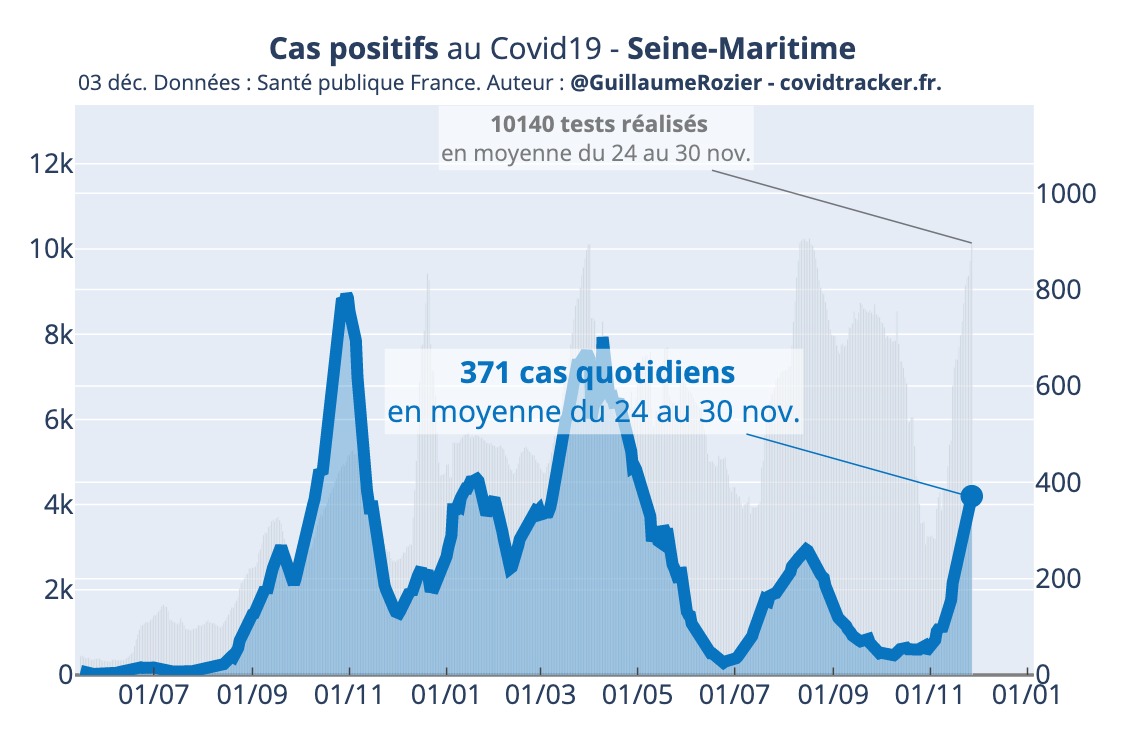 Cas positifs au Covid19 - Seine-Maritime
03 déc. Données : Santé publique France. Auteur : @GuillaumeRozier - covidtracker.fr.
10140 tests réalisés
en moyenne du 24 au 30 nov.
12k
1000
10k
800
8k
371 cas quotidiens
600
en moyenne du 24 au 30 nov.
6k
400
4k
200
2k
0
0
01/07 01/09 01/11 01/01 01/03 01/05 01/07 01/09 01/11 01/01